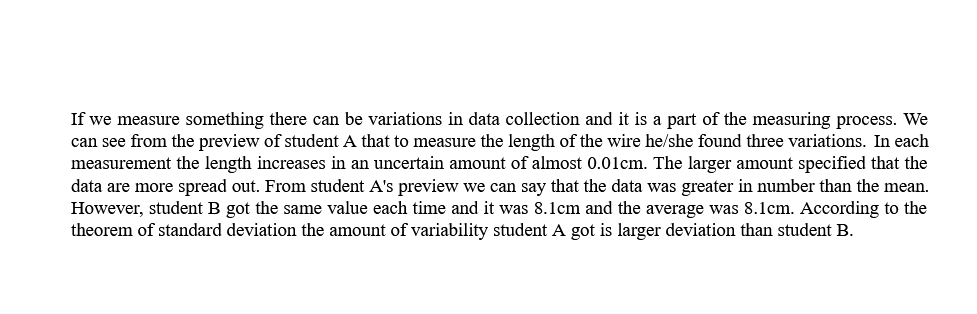 If we measure something there can be variations in data collection and it is a part of the measuring process. We
can see from the preview of student A that to measure the length of the wire he/she found three variations. In each
measurement the length increases in an uncertain amount of almost 0.01cm. The larger amount specified that the
data are more spread out. From student A's preview we can say that the data was greater in number than the mean.
However, student B got the same value each time and it was 8.1cm and the average was 8.1cm. According to the
theorem of standard deviation the amount of variability student A got is larger deviation than student B.